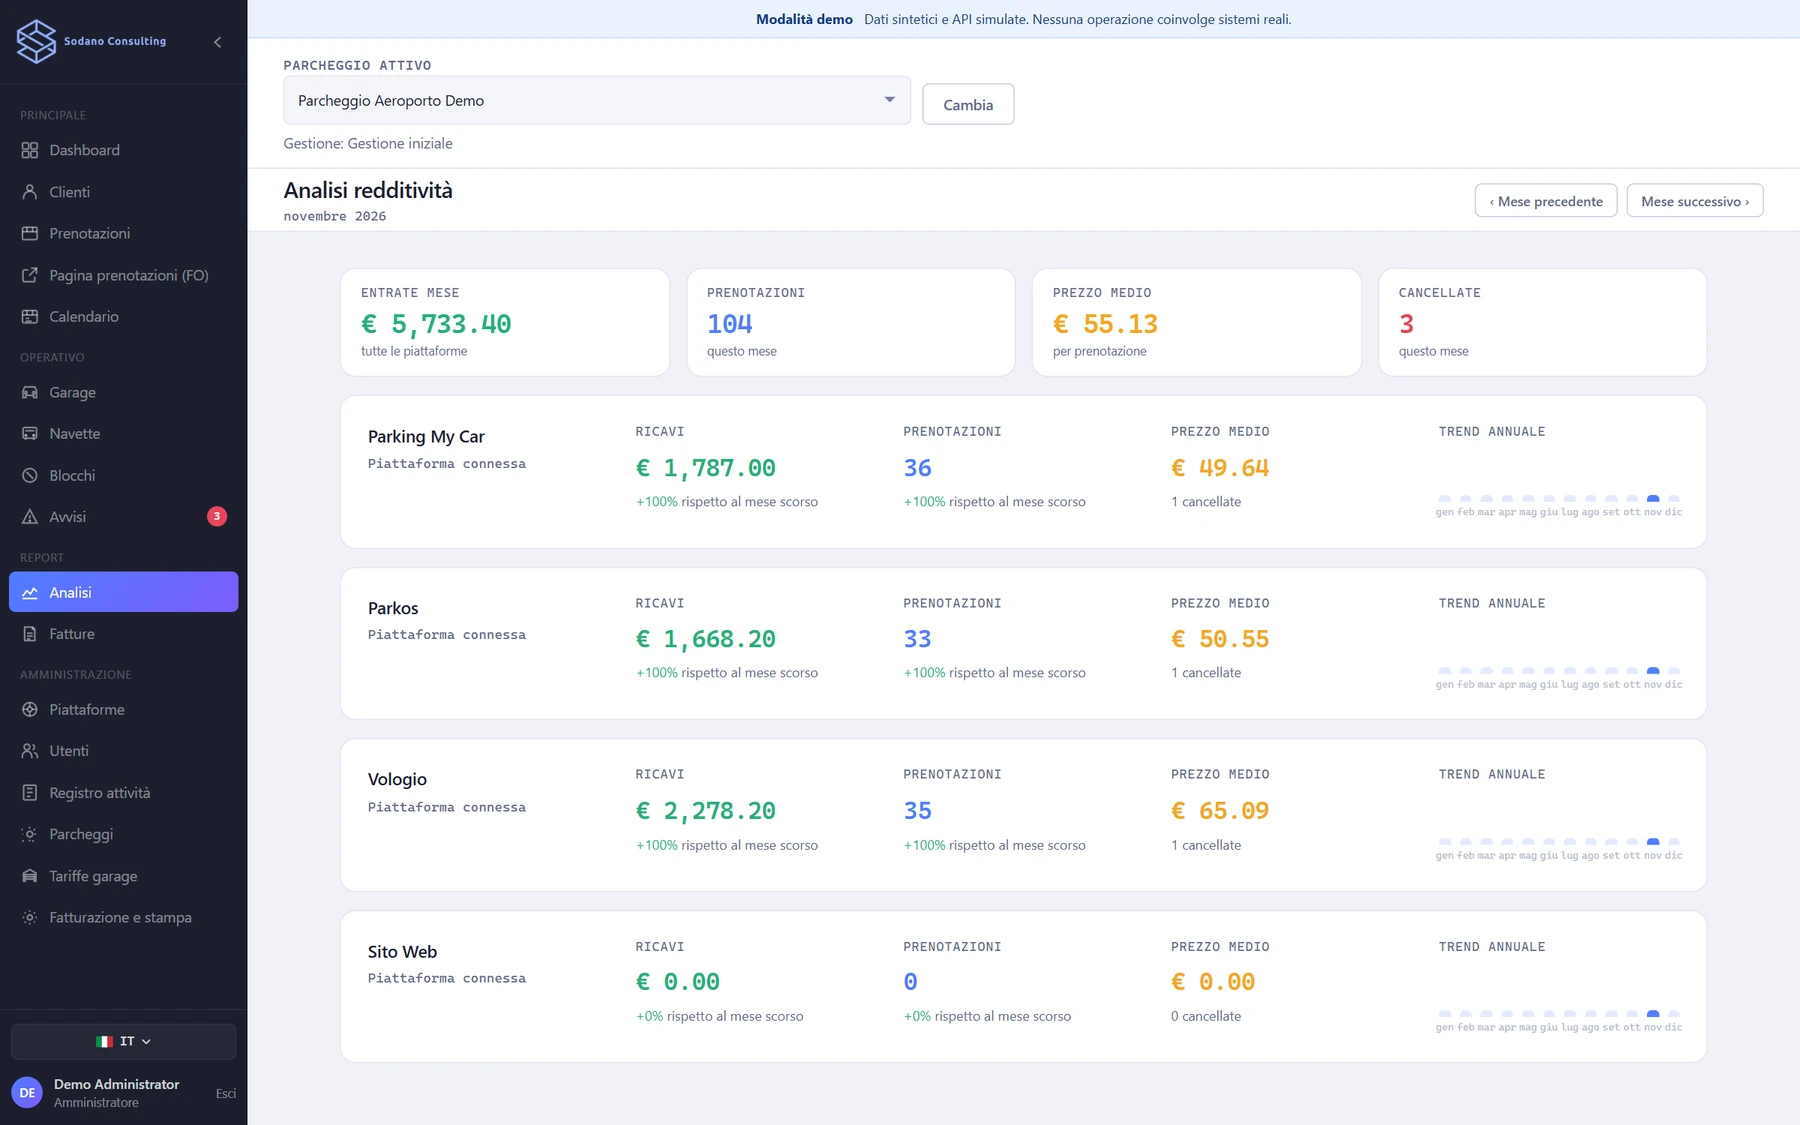 Sodano Consulting
PRINCIPALE
Dashboard
Clienti
Prenotazioni
Pagina prenotazioni (FO)
Calendario
OPERATIVO
Garage
Navette
Blocchi
Avvisi 3
REPORT
Analisi
Fatture
AMMINISTRAZIONE
Piattaforme
Utenti
Registro attività
Parcheggi
Tariffe garage
Fatturazione e stampa
IT
DE
Demo Administrator
Amministratore
Esci
Modalità demo Dati sintetici e API simulate. Nessuna operazione coinvolge sistemi reali.
PARCHEGGIO ATTIVO
Parcheggio Aeroporto Demo
Cambia
Gestione: Gestione iniziale
Analisi redditività
novembre 2026
‹ Mese precedente
Mese successivo ›
ENTRATE MESE
€ 5,733.40
tutte le piattaforme
PRENOTAZIONI
104
questo mese
PREZZO MEDIO
€ 55.13
per prenotazione
CANCELLATE
3
questo mese
Parking My Car
Piattaforma connessa
RICAVI
€ 1,787.00
+100% rispetto al mese scorso
PRENOTAZIONI
36
+100% rispetto al mese scorso
PREZZO MEDIO
€ 49.64
1 cancellate
TREND ANNUALE
gen feb mar apr mag giu lug ago set ott nov dic
Parkos
Piattaforma connessa
RICAVI
€ 1,668.20
+100% rispetto al mese scorso
PRENOTAZIONI
33
+100% rispetto al mese scorso
PREZZO MEDIO
€ 50.55
1 cancellate
TREND ANNUALE
gen feb mar apr mag giu lug ago set ott nov dic
Vologio
Piattaforma connessa
RICAVI
€ 2,278.20
+100% rispetto al mese scorso
PRENOTAZIONI
35
+100% rispetto al mese scorso
PREZZO MEDIO
€ 65.09
1 cancellate
TREND ANNUALE
gen feb mar apr mag giu lug ago set ott nov dic
Sito Web
Piattaforma connessa
RICAVI
€ 0.00
+0% rispetto al mese scorso
PRENOTAZIONI
0
+0% rispetto al mese scorso
PREZZO MEDIO
€ 0.00
0 cancellate
TREND ANNUALE
gen feb mar apr mag giu lug ago set ott nov dic